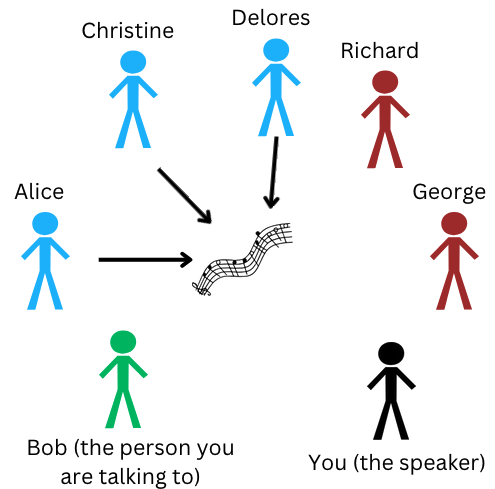 Christine
Delores
Richard
Alice
George
Bob (the person you
are talking to)
You (the speaker)